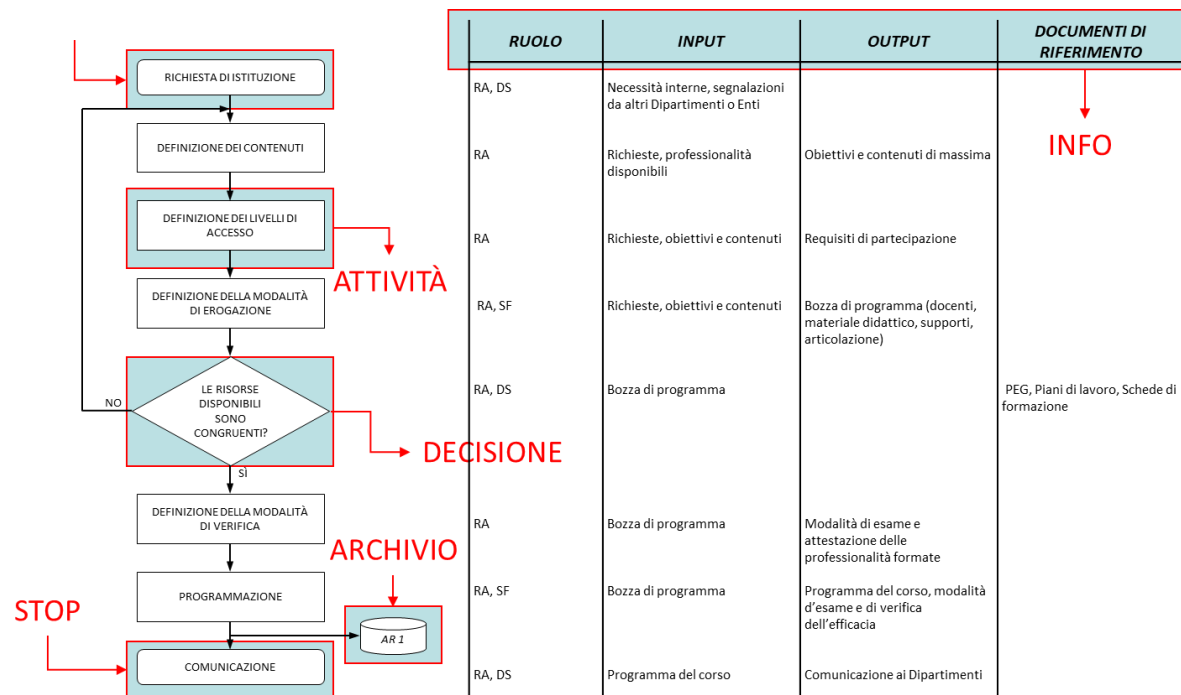 RUOLO
INPUT
OUTPUT
DOCUMENTI DI
RIFERIMENTO
RICHIESTA DI ISTITUZIONE
RA, DS
Necessità interne, segnalazioni
da altri Dipartimenti o Enti
INFO
DEFINIZIONE DEI CONTENUTI
RA
Richieste, professionalità
disponibili
Obiettivi e contenuti di massima
DEFINIZIONE DEI LIVELLI DI
ACCESSO
RA
Richieste, obiettivi e contenuti
Requisiti di partecipazione
ATTIVITÀ
DEFINIZIONE DELLA MODALITÀ
DI EROGAZIONE
RA, SF
Richieste, obiettivi e contenuti
Bozza di programma (docenti,
materiale didattico, supporti,
articolazione)
LE RISORSE
DISPONIBILI
SONO
CONGRUENTI?
NO
SÌ
RA, DS
Bozza di programma
PEG, Piani di lavoro, Schede di
formazione
DECISIONE
DEFINIZIONE DELLA MODALITÀ
DI VERIFICA
RA
Bozza di programma
Modalità di esame e
attestazione delle
professionalità formate
ARCHIVIO
PROGRAMMAZIONE
RA, SF
Bozza di programma
Programma del corso, modalità
d'esame e di verifica
dell'efficacia
STOP
AR 1
COMUNICAZIONE
RA, DS
Programma del corso
Comunicazione ai Dipartimenti